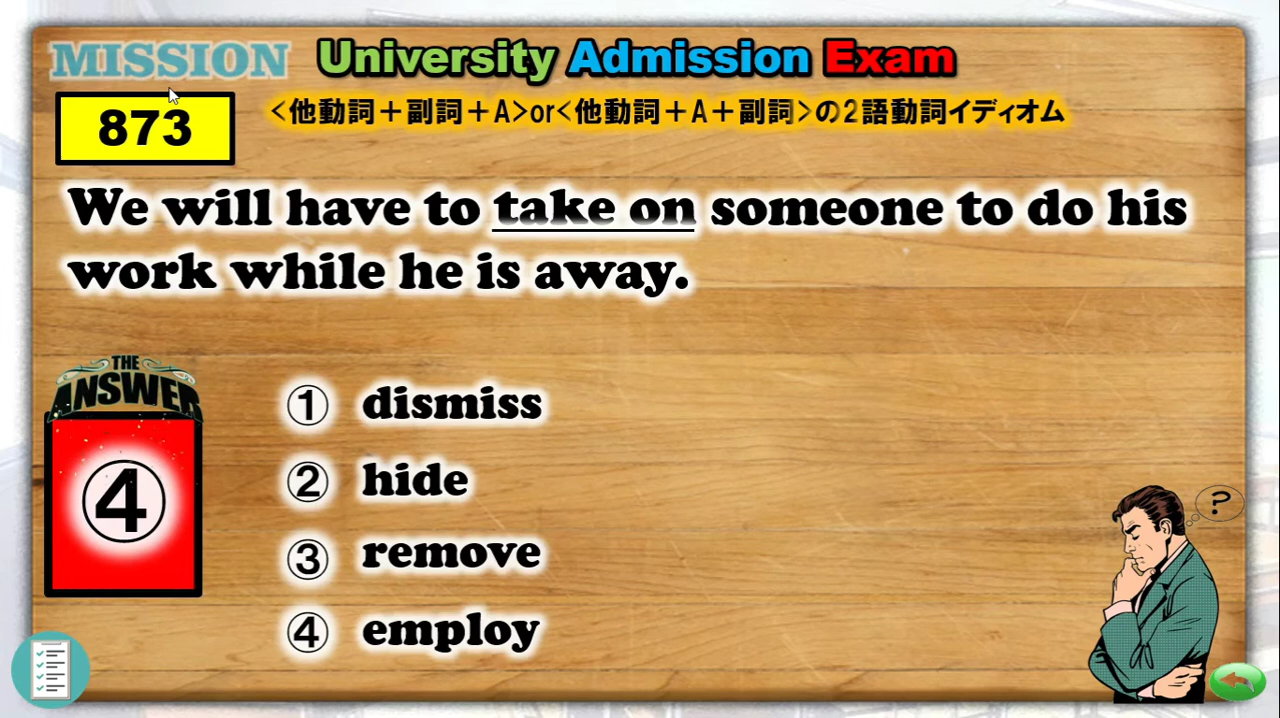 MISSION University Admission Exam
873
<他動詞＋副詞＋A>or<他動詞＋A＋副詞>の2語動詞イディオム
We will have to take on someone to do his
work while he is away.
THE
ANSWER
④
① dismiss
② hide
③ remove
④ employ
?